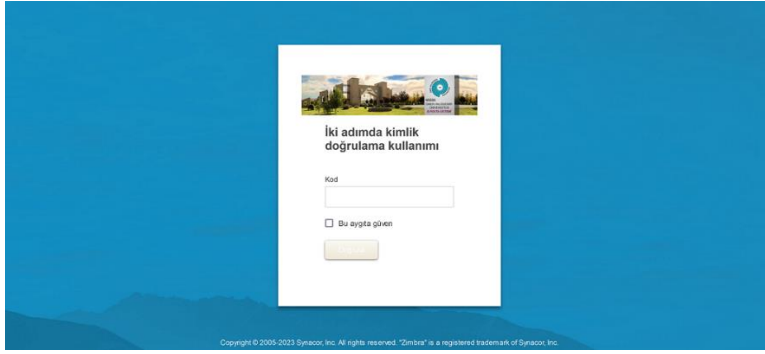 İki adımda kimlik
doğrulama kullanımı
Kod
Bu aygıta güven
Copyright © 2005-2023 Synacor, Inc. All rights reserved. "Zimbra" is a registered trademark of Synacor, Inc.